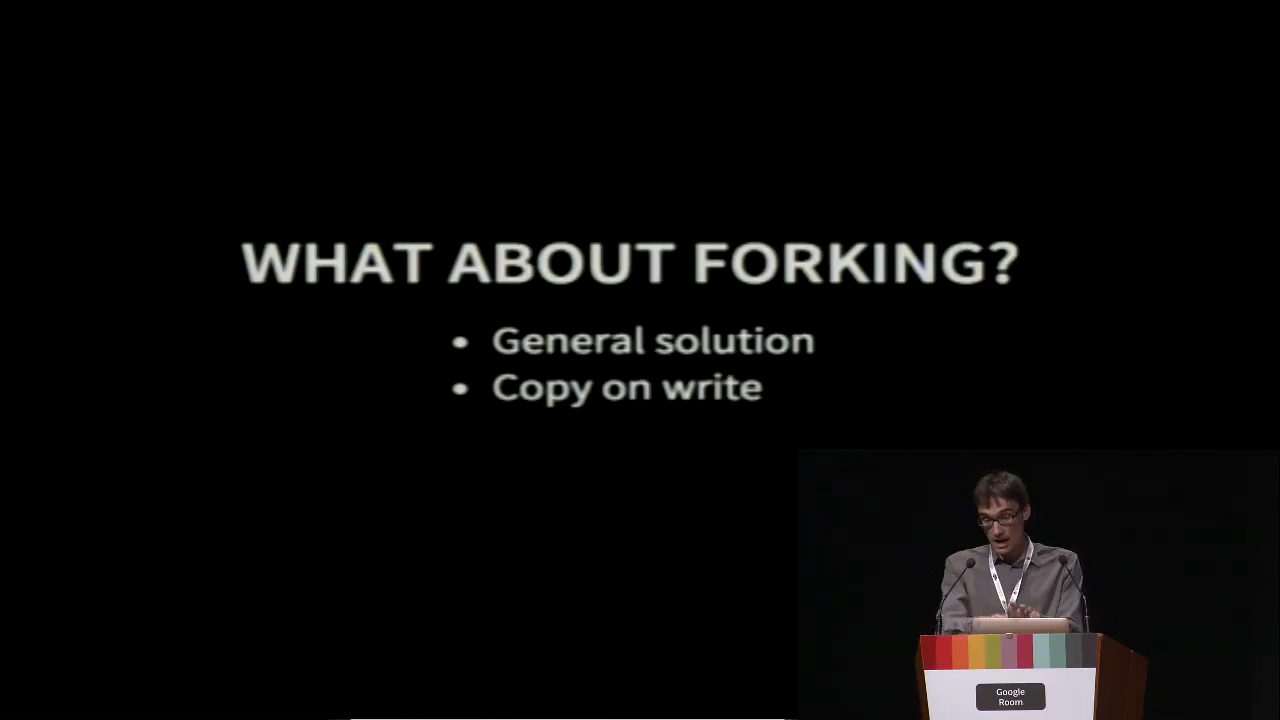 WHAT ABOUT FORKING?
• General solution
• Copy on write
Google
Room